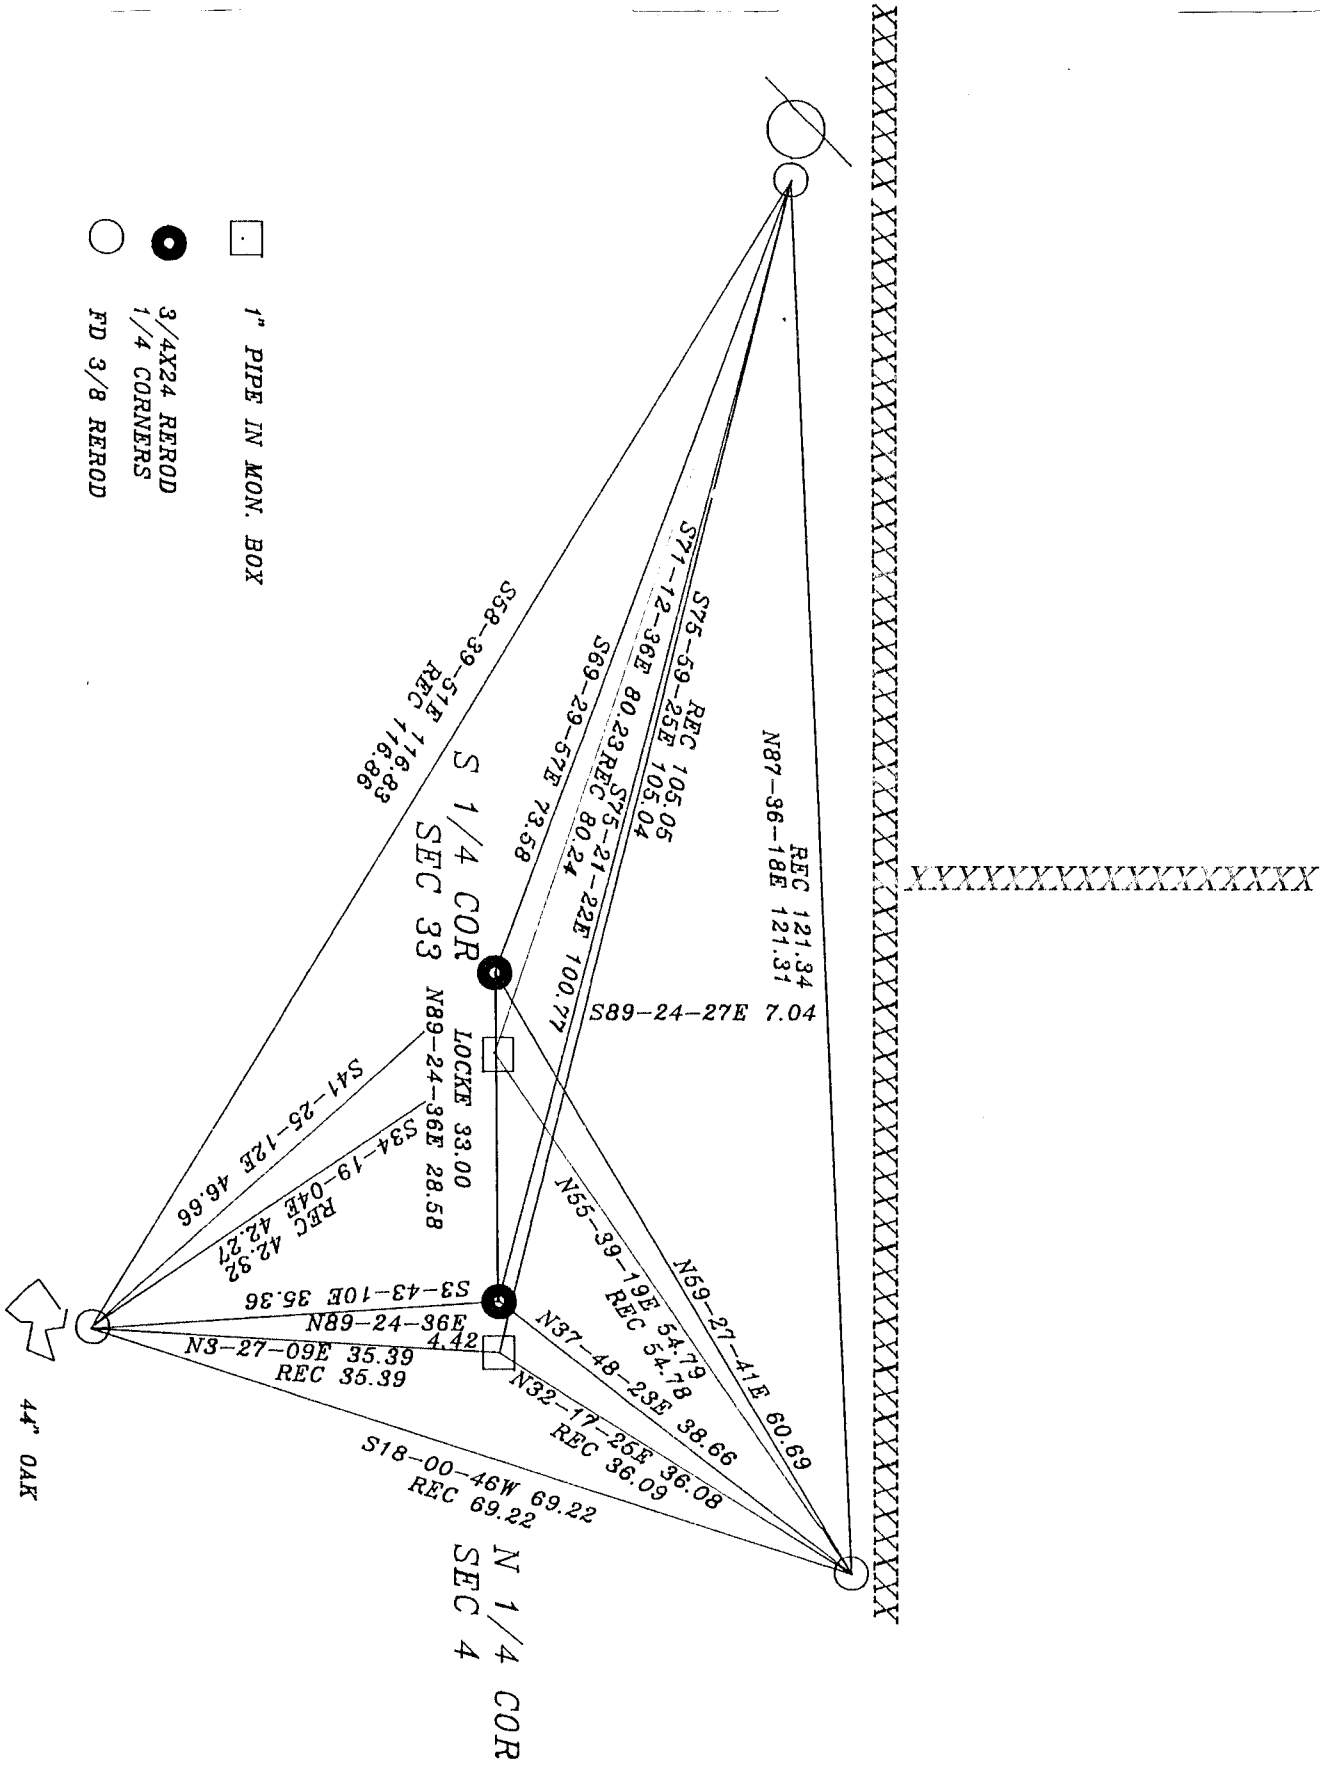 XXXXXXXXXXXXXXXXX
REC 121.34
N87-36-18E 121.31
S89-24-27E 7.04
REC 105.05
S75-59-25E 105.04
S75-21-22E 100.77
S71-12-36E 80.23 REC 80.24
S69-29-57E 73.58
S58-39-51E 116.83
REC 116.86
S 1/4 COR
SEC 33
LOCKE 33.00
N89-24-36E 28.58
N59-27-41E 60.69
N55-39-19E 54.79
REC 54.78
N37-48-23E 38.66
N32-17-25E 36.08
REC 36.09
S41-25-12E 46.66
S34-19-04E 42.27
REC 42.32
S3-43-10E 35.36
N89-24-36E
4.42
N3-27-09E 35.39
REC 35.39
S18-00-46W 69.22
REC 69.22
N 1/4 COR
SEC 4
1" PIPE IN MON. BOX
3/4X24 REROD
1/4 CORNERS
FD 3/8 REROD
44" OAK